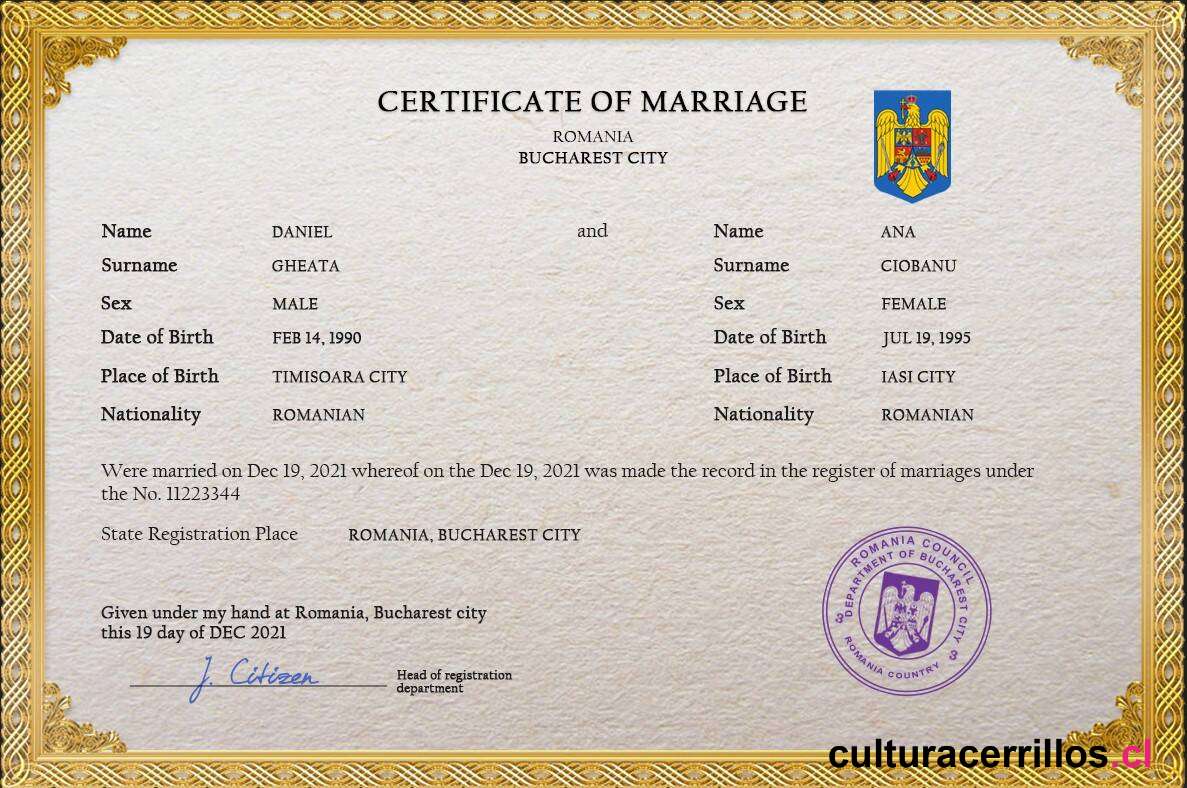 CERTIFICATE OF MARRIAGE
ROMANIA
BUCHAREST CITY
Name DANIEL and Name ANA
Surname GHEATA Surname CIOBANU
Sex MALE Sex FEMALE
Date of Birth FEB 14, 1990 Date of Birth JUL 19, 1995
Place of Birth TIMISOARA CITY Place of Birth IASI CITY
Nationality ROMANIAN Nationality ROMANIAN
Were married on Dec 19, 2021 whereof on the Dec 19, 2021 was made the record in the register of marriages under
the No. 11223344
State Registration Place ROMANIA, BUCHAREST CITY
ROMANIA COUNCIL
DEPARTMENT OF BUCHAREST CITY
3 3
ROMANIA COUNTRY
Given under my hand at Romania, Bucharest city
this 19 day of DEC 2021
J. Citizen
Head of registration
department
culturacerrillos.cl